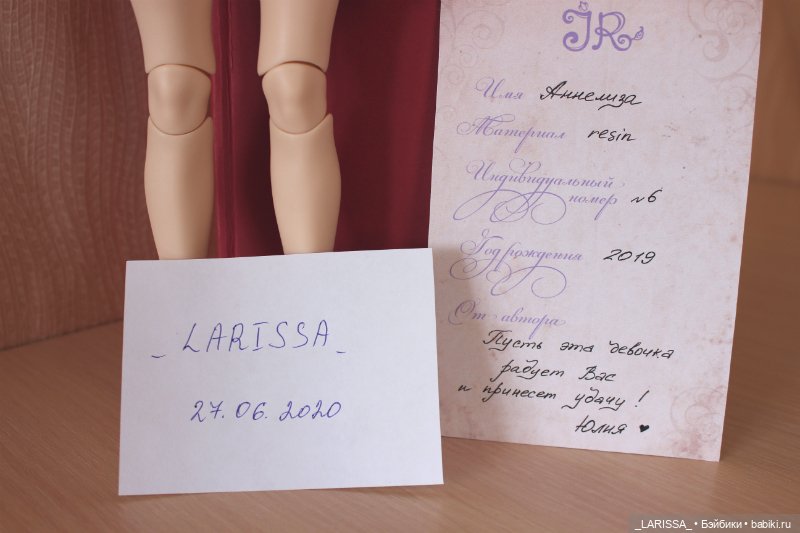 JR
Имя Аннелиза
Материал resin
Индивидуальный
номер №6
Год рождения 2019
От автора
Пусть эта девочка
радует Вас
и принесет удачу!
Юлия ♥
_LARISSA_
27.06.2020
_LARISSA_ • Бэйбики • babiki.ru